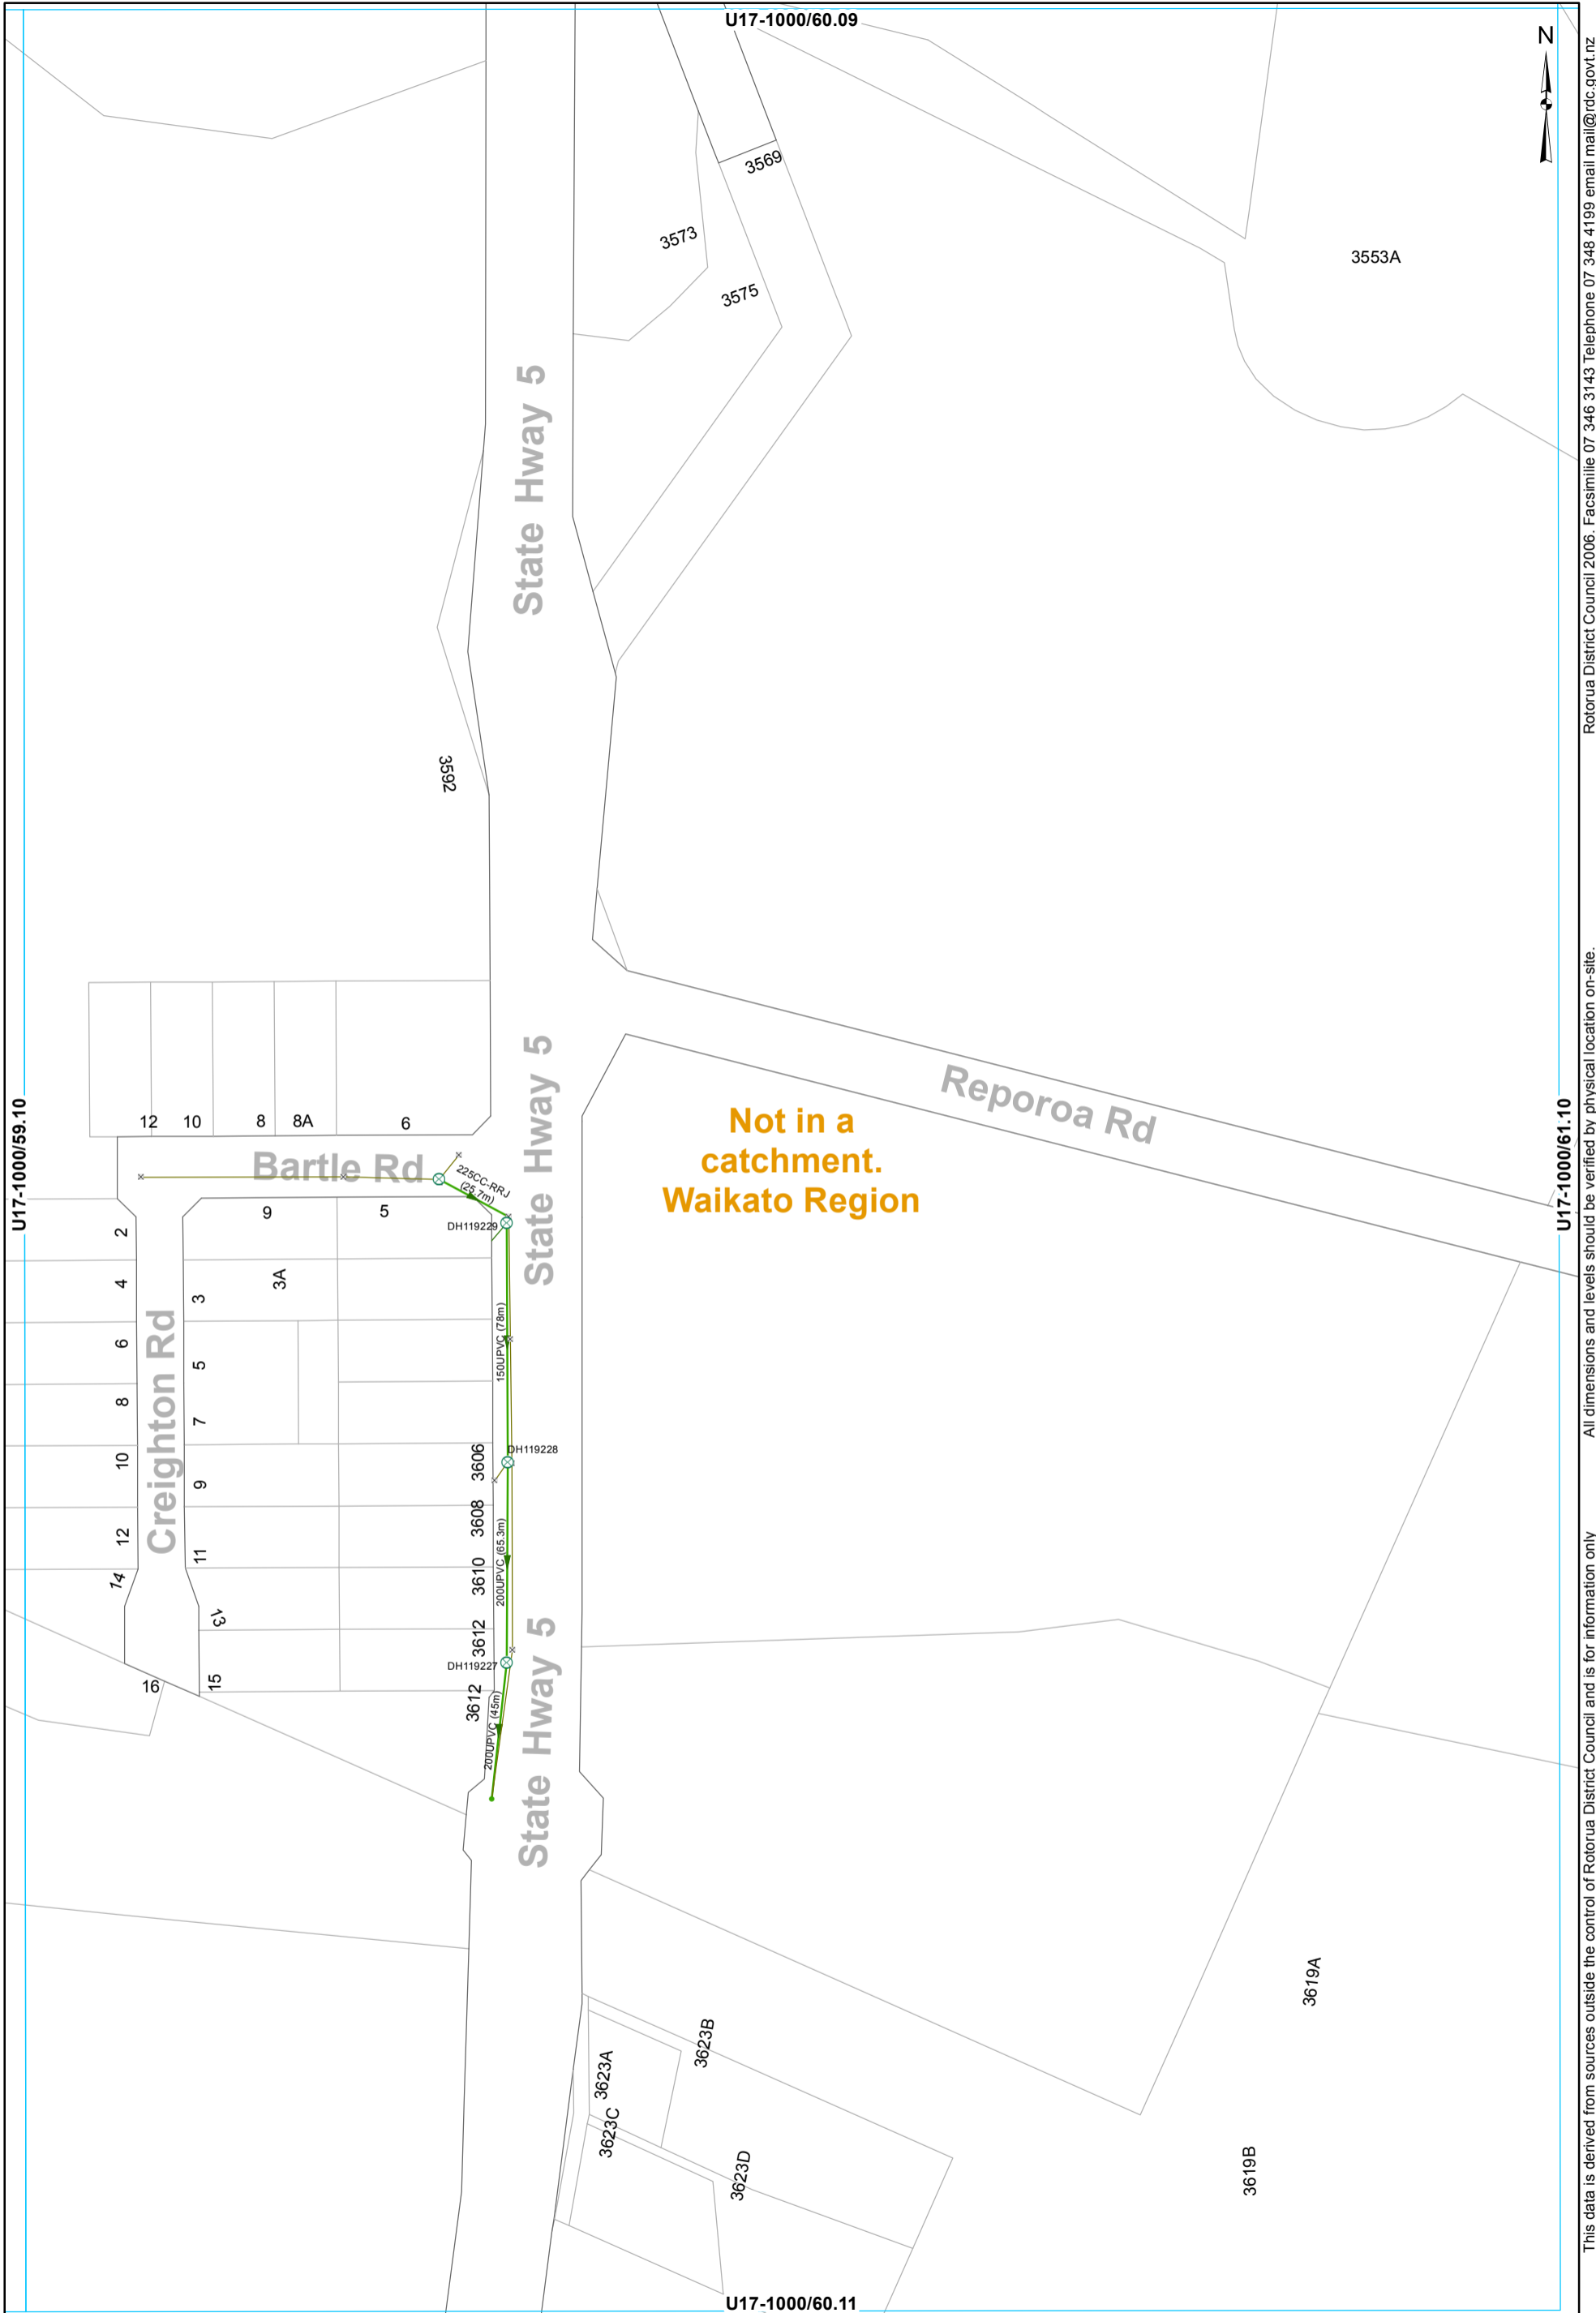 U17-1000/60.09
N
3569
3573
3575
3553A
State Hway 5
3592
12
10
8
8A
6
Bartle Rd
225CC-RRJ
(25.7m)
DH119229
9
5
2
4
6
8
10
12
14
16
Creighton Rd
3
3A
5
7
9
11
13
15
State Hway 5
Not in a
catchment.
Waikato Region
Reporoa Rd
U17-1000/59.10
U17-1000/61.10
150UPVC (78m)
3606
DH119228
3608
200UPVC (65.3m)
3610
3612
DH119227
3612
200UPVC (45m)
State Hway 5
3619A
3623B
3623A
3623C
3623D
3619B
U17-1000/60.11
This data is derived from sources outside the control of Rotorua District Council and is for information only
All dimensions and levels should be verified by physical location on-site.
Rotorua District Council 2006. Facsimilie 07 346 3143 Telephone 07 348 4199 email mail@rdc.govt.nz